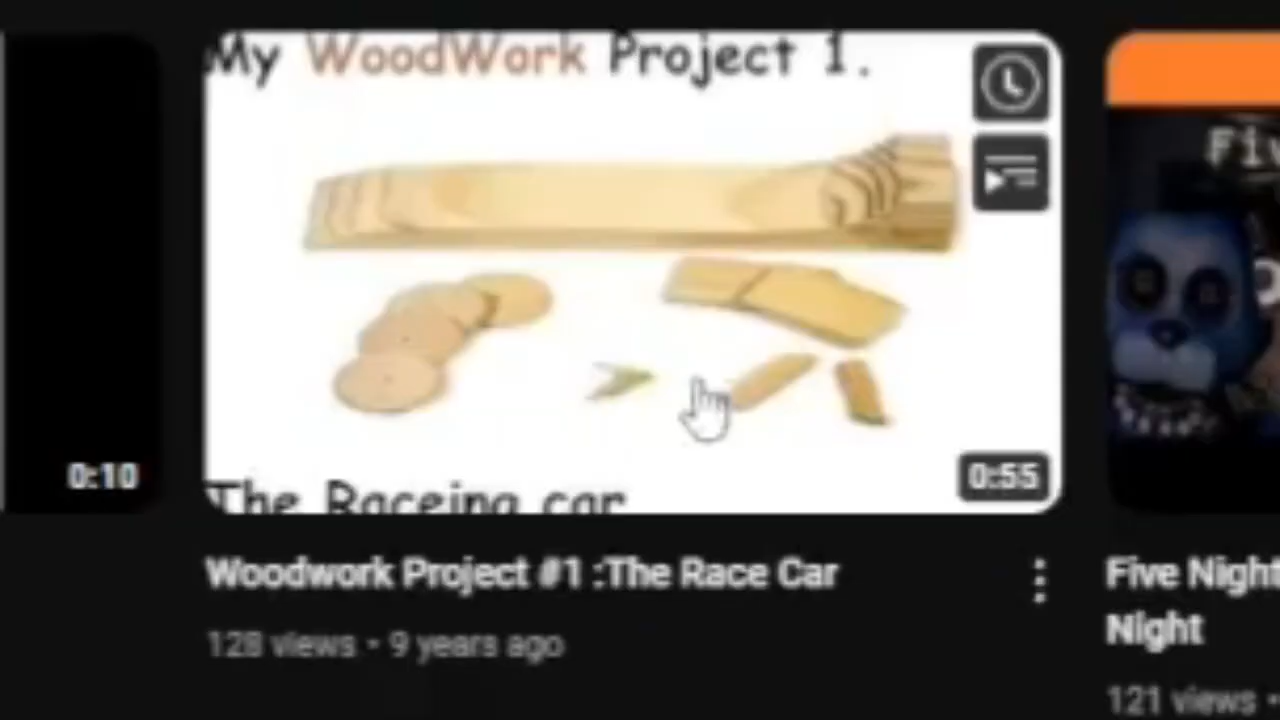 My WoodWork Project 1.
Fiv
0:10
0:55
The Raceing car
Woodwork Project #1 :The Race Car
128 views • 9 years ago
Five Night
Night
121 views •